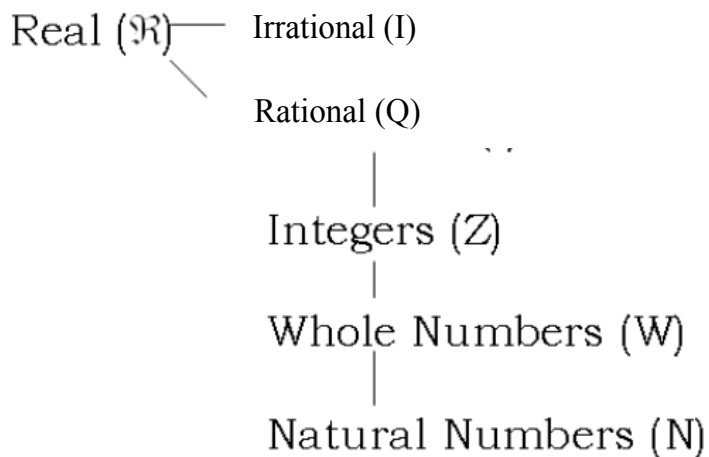 Real (ℜ)
Irrational (I)
Rational (Q)
Integers (Z)
Whole Numbers (W)
Natural Numbers (N)